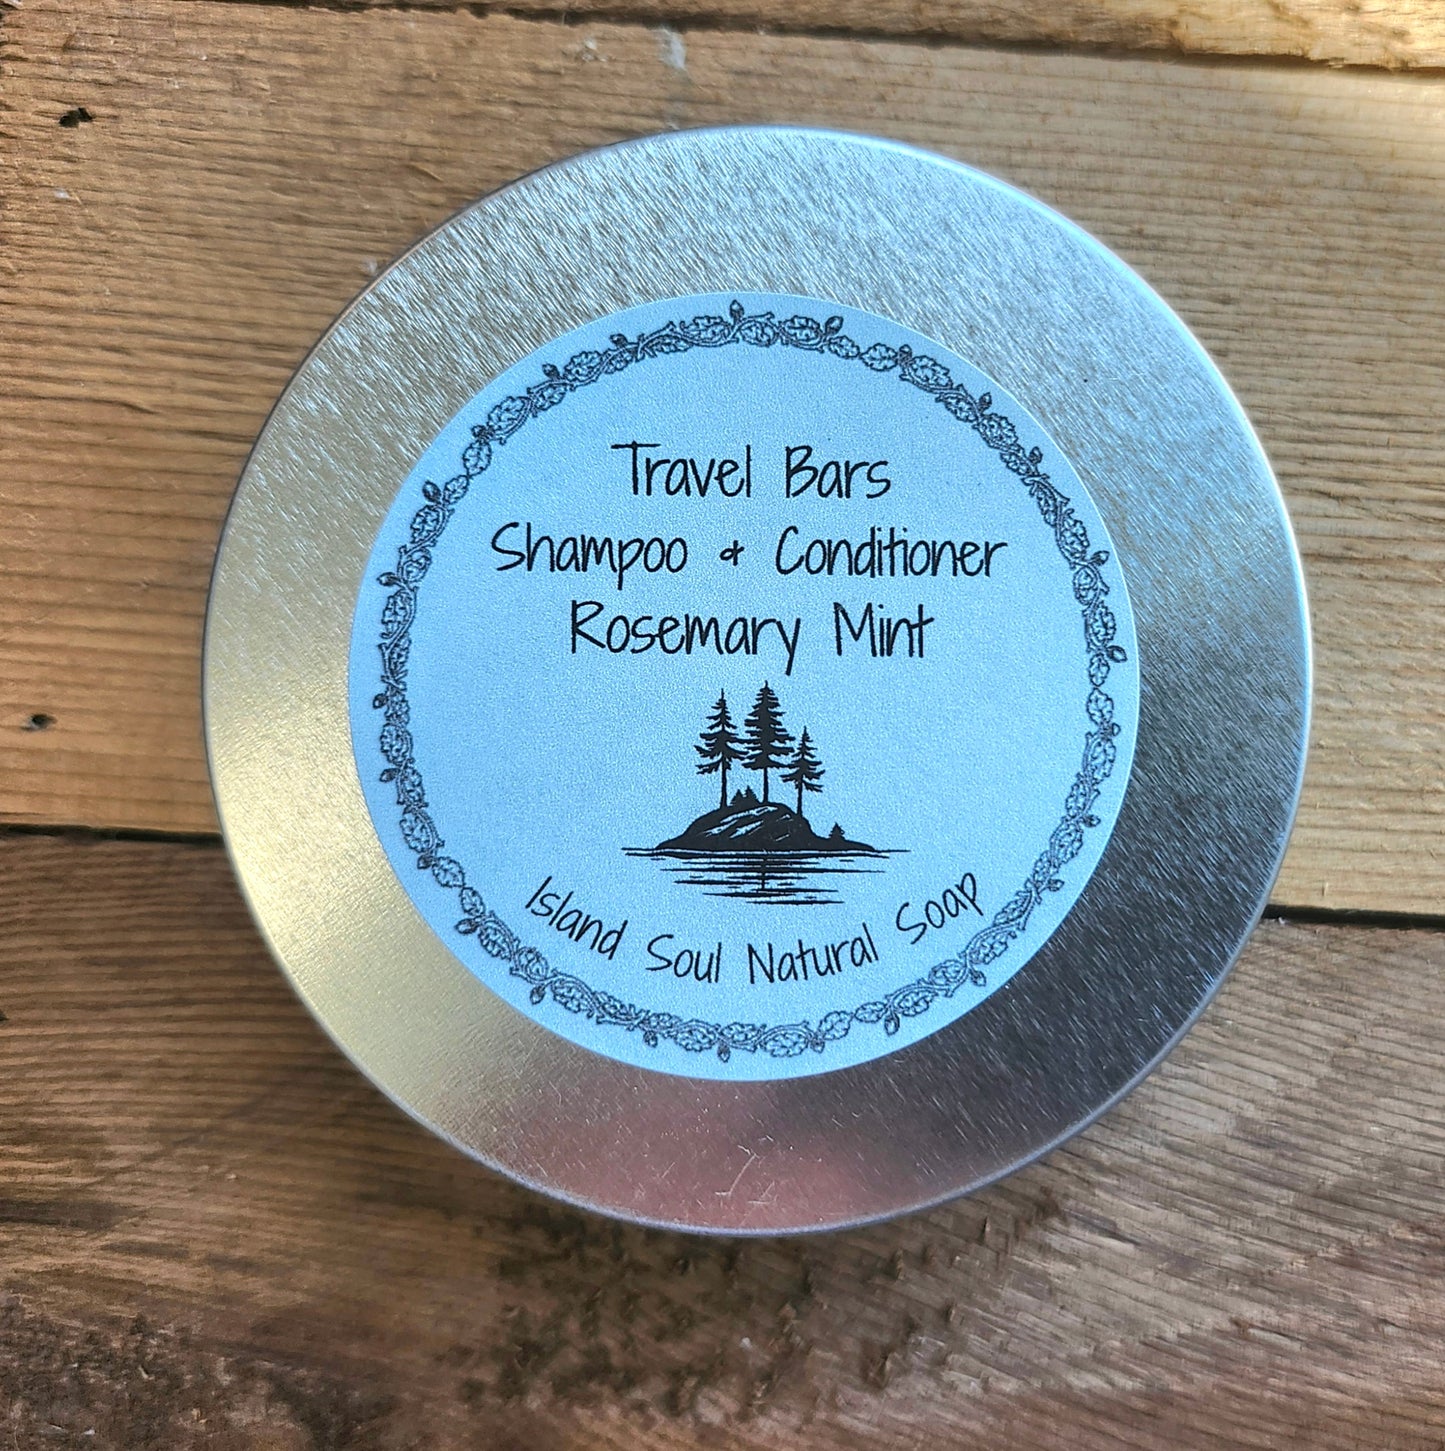 Travel Bars
Shampoo & Conditioner
Rosemary Mint
Island Soul Natural Soap